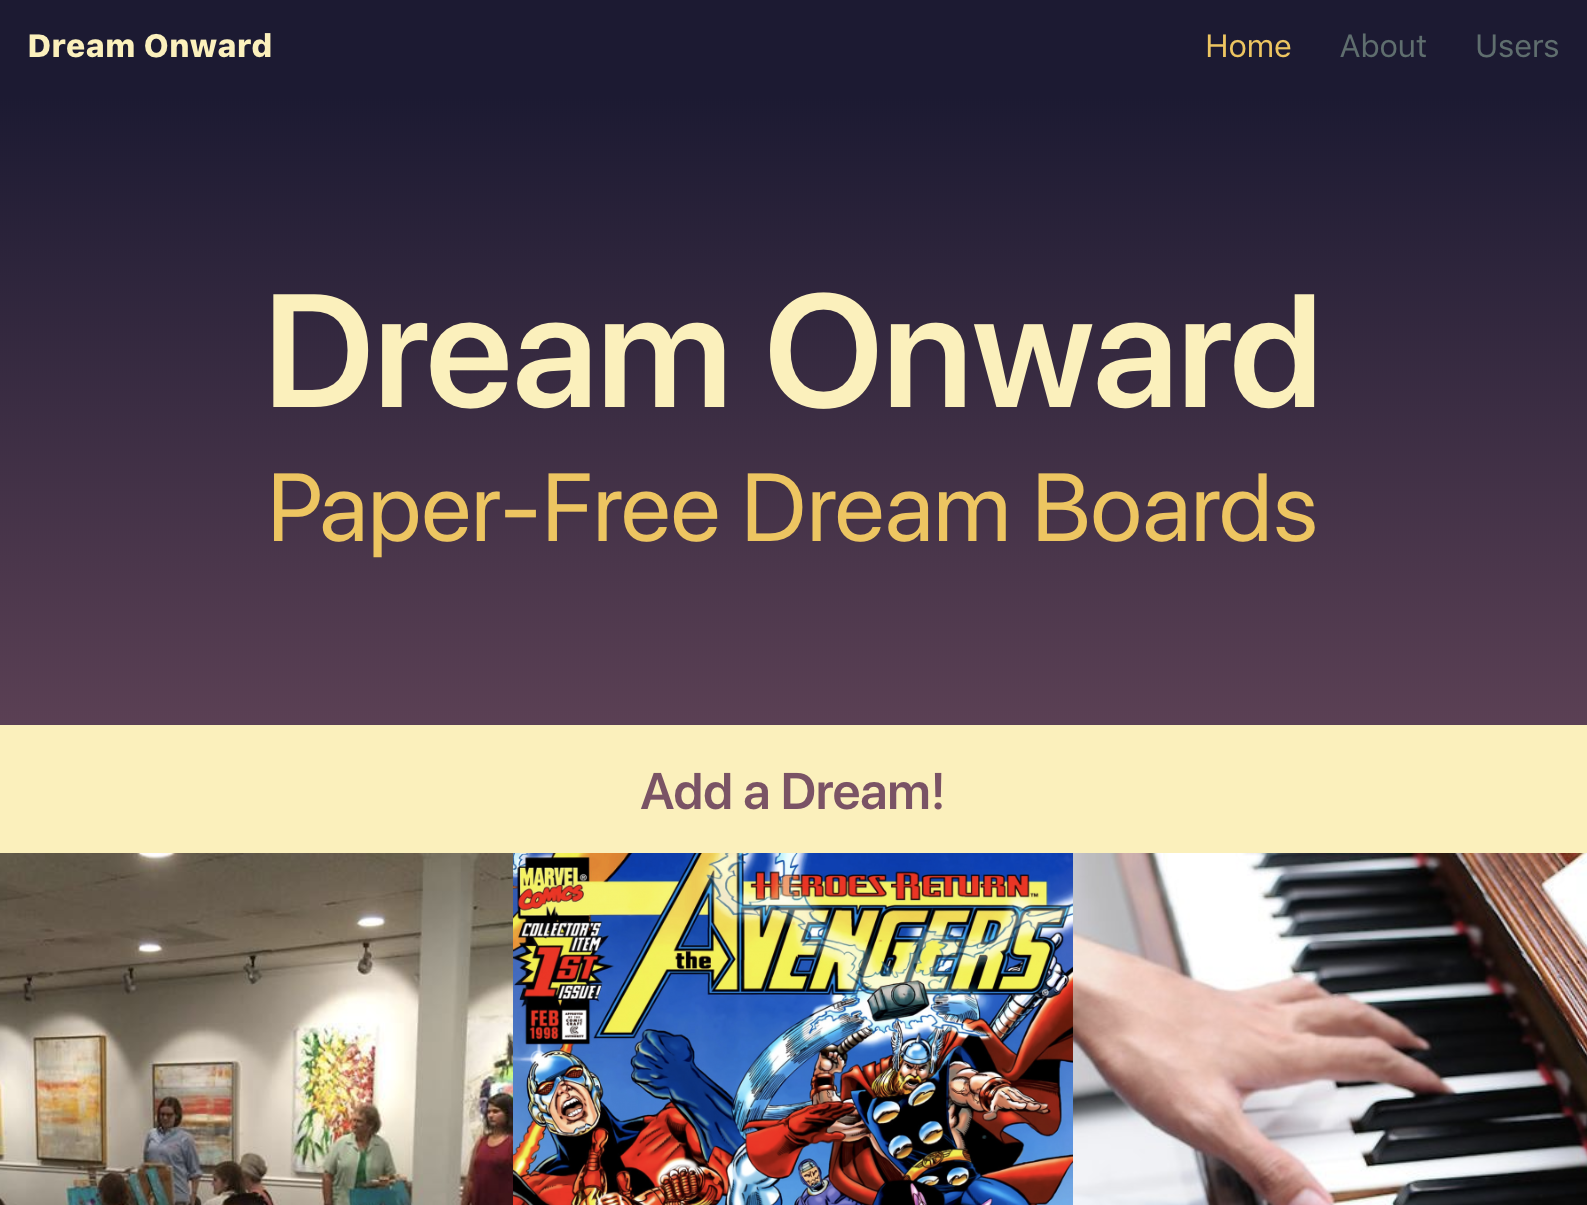 Dream Onward
Home About Users
Dream Onward
Paper-Free Dream Boards
Add a Dream!
MARVEL®
COMICS
HEROES RETURN™
COLLECTOR'S
ITEM
1ST
ISSUE!
the AVENGERS
FEB
1998